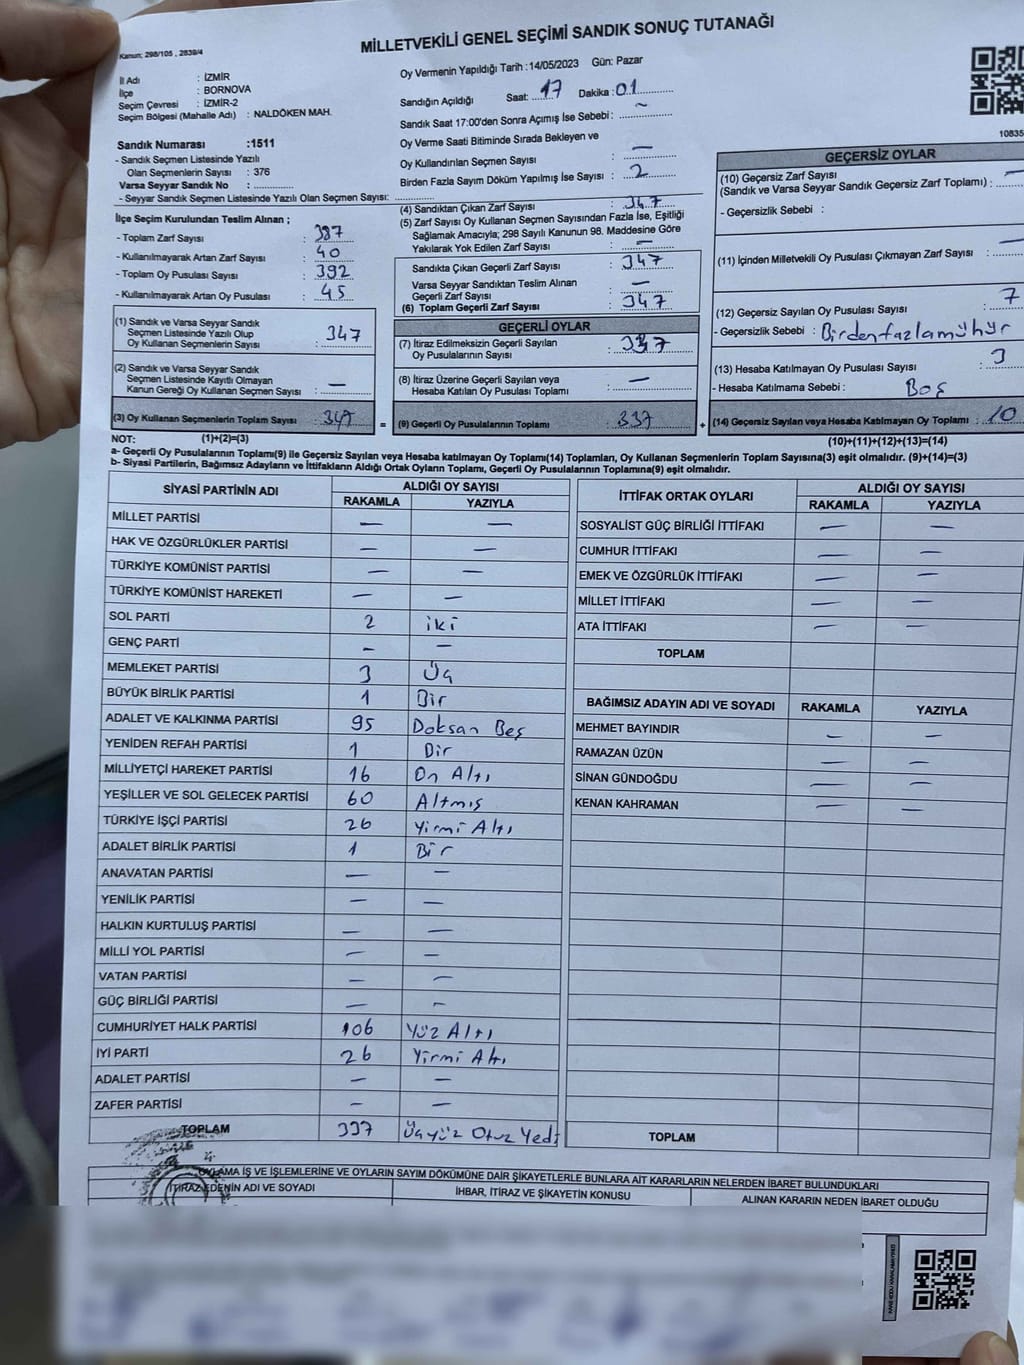 Kanun: 298/105 , 2839/4
MİLLETVEKİLİ GENEL SEÇİMİ SANDIK SONUÇ TUTANAĞI
İl Adı : İZMİR
İlçe : BORNOVA
Seçim Çevresi : İZMİR-2
Seçim Bölgesi (Mahalle Adı) : NALDÖKEN MAH.
Oy Vermenin Yapıldığı Tarih : 14/05/2023 Gün: Pazar
Sandığın Açıldığı Saat: 17 Dakika : 01
Sandık Saat 17:00'den Sonra Açımış İse Sebebi : ~
Oy Verme Saati Bitiminde Sırada Bekleyen ve
Oy Kullandırılan Seçmen Sayısı : —
Birden Fazla Sayım Döküm Yapılmış İse Sayısı : 2
10835
Sandık Numarası :1511
- Sandık Seçmen Listesinde Yazılı
Olan Seçmenlerin Sayısı : 376
Varsa Seyyar Sandık No :
- Seyyar Sandık Seçmen Listesinde Yazılı Olan Seçmen Sayısı:
İlçe Seçim Kurulundan Teslim Alınan ;
- Toplam Zarf Sayısı : 387
- Kullanılmayarak Artan Zarf Sayısı : 40
- Toplam Oy Pusulası Sayısı : 392
- Kullanılmayarak Artan Oy Pusulası : 45
(1) Sandık ve Varsa Seyyar Sandık
Seçmen Listesinde Yazılı Olup
Oy Kullanan Seçmenlerin Sayısı : 347
(2) Sandık ve Varsa Seyyar Sandık
Seçmen Listesinde Kayıtlı Olmayan
Kanun Gereği Oy Kullanan Seçmen Sayısı : —
(3) Oy Kullanan Seçmenlerin Toplam Sayısı : 347
(4) Sandıktan Çıkan Zarf Sayısı : 347
(5) Zarf Sayısı Oy Kullanan Seçmen Sayısından Fazla İse, Eşitliği
Sağlamak Amacıyla; 298 Sayılı Kanunun 98. Maddesine Göre
Yakılarak Yok Edilen Zarf Sayısı : —
Sandıkta Çıkan Geçerli Zarf Sayısı : 347
Varsa Seyyar Sandıktan Teslim Alınan
Geçerli Zarf Sayısı : —
(6) Toplam Geçerli Zarf Sayısı : 347
GEÇERLİ OYLAR
(7) İtiraz Edilmeksizin Geçerli Sayılan
Oy Pusulalarının Sayısı : 337
(8) İtiraz Üzerine Geçerli Sayılan veya
Hesaba Katılan Oy Pusulası Toplamı : —
= (9) Geçerli Oy Pusulalarının Toplamı : 337
GEÇERSİZ OYLAR
(10) Geçersiz Zarf Sayısı
(Sandık ve Varsa Seyyar Sandık Geçersiz Zarf Toplamı) : —
- Geçersizlik Sebebi :
(11) İçinden Milletvekili Oy Pusulası Çıkmayan Zarf Sayısı : —
(12) Geçersiz Sayılan Oy Pusulası Sayısı : 7
- Geçersizlik Sebebi : Birden fazla mühür
(13) Hesaba Katılmayan Oy Pusulası Sayısı : 3
- Hesaba Katılmama Sebebi : Boş
+ (14) Geçersiz Sayılan veya Hesaba Katılmayan Oy Toplamı : 10
NOT: (1)+(2)=(3)
(10)+(11)+(12)+(13)=(14)
a- Geçerli Oy Pusulalarının Toplamı(9) ile Geçersiz Sayılan veya Hesaba katılmayan Oy Toplamı(14) Toplamları, Oy Kullanan Seçmenlerin Toplam Sayısına(3) eşit olmalıdır. (9)+(14)=(3)
b- Siyasi Partilerin, Bağımsız Adayların ve İttifakların Aldığı Ortak Oyların Toplamı, Geçerli Oy Pusulalarının Toplamına(9) eşit olmalıdır.
SİYASİ PARTİNİN ADI ALDIĞI OY SAYISI
RAKAMLA YAZIYLA
MİLLET PARTİSİ — —
HAK VE ÖZGÜRLÜKLER PARTİSİ — —
TÜRKİYE KOMÜNİST PARTİSİ — —
TÜRKİYE KOMÜNİST HAREKETİ — —
SOL PARTİ 2 iki
GENÇ PARTİ — —
MEMLEKET PARTİSİ 3 Üç
BÜYÜK BİRLİK PARTİSİ 1 Bir
ADALET VE KALKINMA PARTİSİ 95 Doksan Beş
YENİDEN REFAH PARTİSİ 1 Bir
MİLLİYETÇİ HAREKET PARTİSİ 16 On Altı
YEŞİLLER VE SOL GELECEK PARTİSİ 60 Altmış
TÜRKİYE İŞÇİ PARTİSİ 26 Yirmi Altı
ADALET BİRLİK PARTİSİ 1 Bir
ANAVATAN PARTİSİ — —
YENİLİK PARTİSİ — —
HALKIN KURTULUŞ PARTİSİ — —
MİLLİ YOL PARTİSİ — —
VATAN PARTİSİ — —
GÜÇ BİRLİĞİ PARTİSİ — —
CUMHURİYET HALK PARTİSİ 106 Yüz Altı
İYİ PARTİ 26 Yirmi Altı
ADALET PARTİSİ — —
ZAFER PARTİSİ — —
TOPLAM 337 Üçyüz Otuz Yedi
İTTİFAK ORTAK OYLARI ALDIĞI OY SAYISI
RAKAMLA YAZIYLA
SOSYALİST GÜÇ BİRLİĞİ İTTİFAKI — —
CUMHUR İTTİFAKI — —
EMEK VE ÖZGÜRLÜK İTTİFAKI — —
MİLLET İTTİFAKI — —
ATA İTTİFAKI — —
TOPLAM
BAĞIMSIZ ADAYIN ADI VE SOYADI RAKAMLA YAZIYLA
MEHMET BAYINDIR — —
RAMAZAN ÜZÜN — —
SİNAN GÜNDOĞDU — —
KENAN KAHRAMAN — —
TOPLAM
OYLAMA İŞ VE İŞLEMLERİNE VE OYLARIN SAYIM DÖKÜMÜNE DAİR ŞİKAYETLERLE BUNLARA AİT KARARLARIN NELERDEN İBARET BULUNDUKLARI
İTİRAZ EDENİN ADI VE SOYADI İHBAR, İTİRAZ VE ŞİKAYETİN KONUSU ALINAN KARARIN NEDEN İBARET OLDUĞU